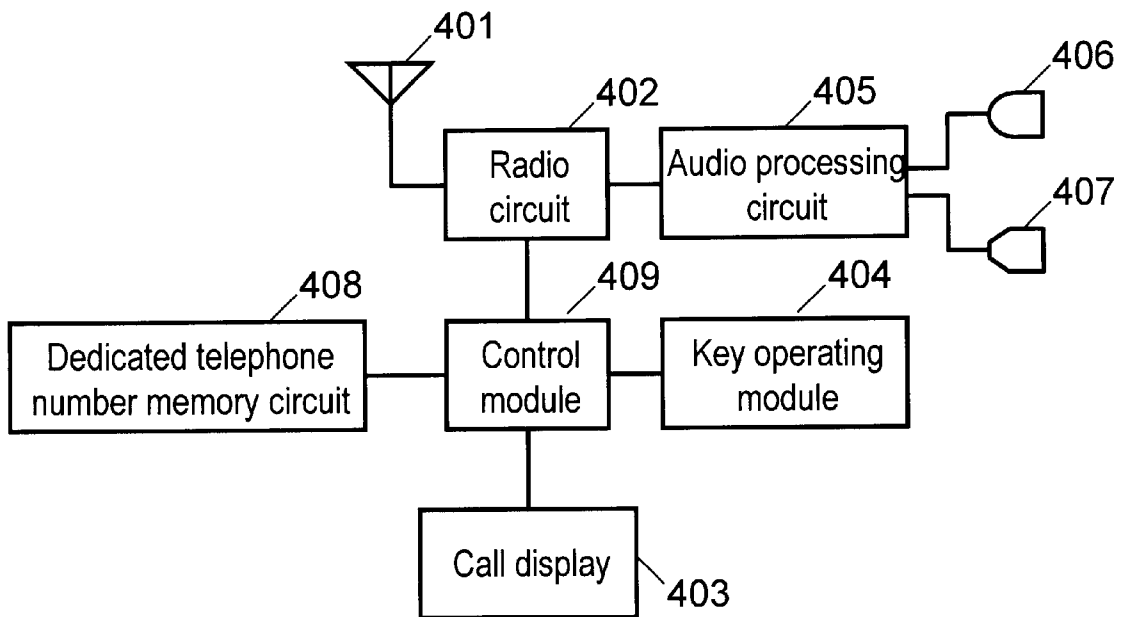 401
402
405
406
Radio
circuit
Audio processing
circuit
407
408
409
404
Dedicated telephone
number memory circuit
Control
module
Key operating
module
Call display
403